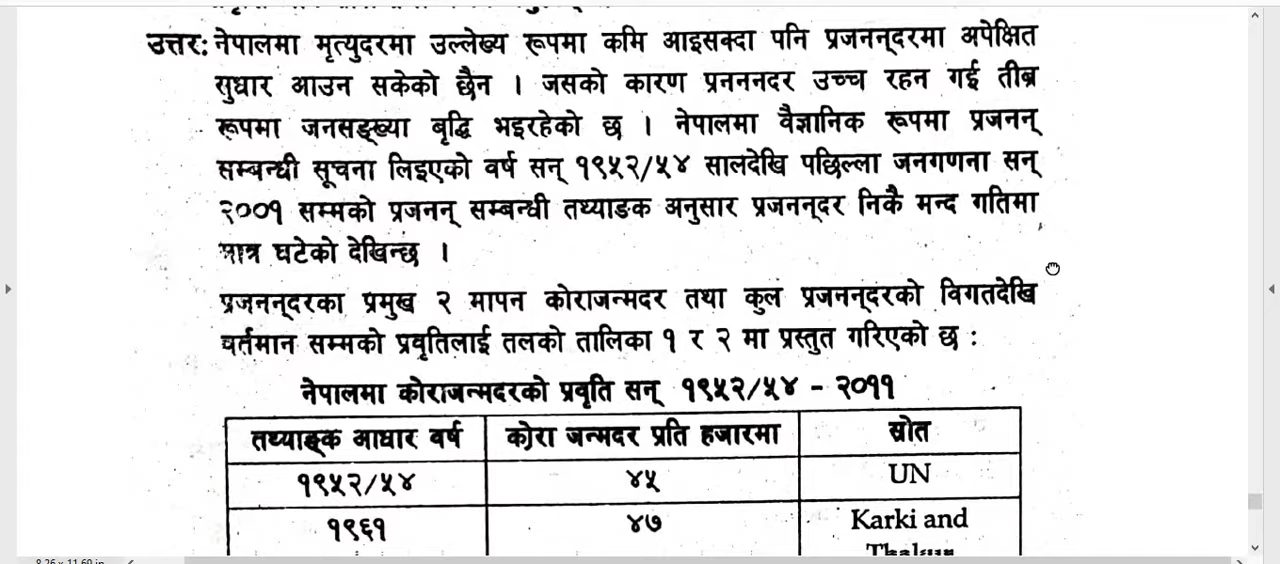 उत्तर: नेपालमा मृत्युदरमा उल्लेख्य रूपमा कमि आइसक्दा पनि प्रजनन्दरमा अपेक्षित
सुधार आउन सकेको छैन । जसको कारण प्रनननदर उच्च रहन गई तीब्र
रूपमा जनसङ्ख्या बृद्धि भइरहेको छ । नेपालमा वैज्ञानिक रूपमा प्रजनन्
सम्बन्धी सूचना लिइएको वर्ष सन् १९५२/५४ सालदेखि पछिल्ला जनगणना सन्
२००१ सम्मको प्रजनन् सम्बन्धी तथ्याङक अनुसार प्रजनन्दर निकै मन्द गतिमा
मात्र घटेको देखिन्छ ।
प्रजनन्दरका प्रमुख २ मापन कोराजन्मदर तथा कुल प्रजनन्दरको विगतदेखि
वर्तमान सम्मको प्रवृतिलाई तलको तालिका १ र २ मा प्रस्तुत गरिएको छ :
नेपालमा कोराजन्मदरको प्रवृति सन् १९५२/५४ - २०११
तथ्याङ्क आधार वर्ष कोरा जन्मदर प्रति हजारमा स्रोत
१९५२/५४ ४५ UN
१९६१ ४७ Karki and
8.26 x 11.69 in